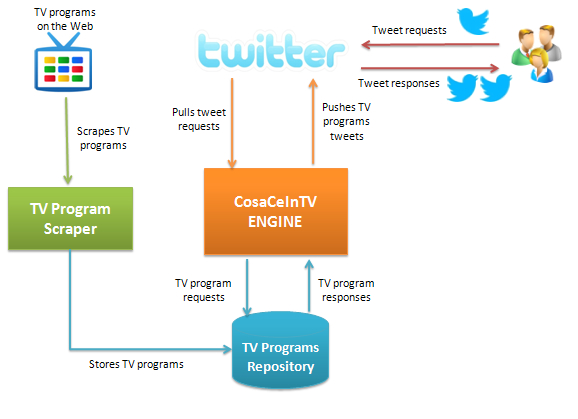 TV programs
on the Web
twitter
Tweet requests
Tweet responses
Pulls tweet
requests
Pushes TV
programs
tweets
Scrapes TV
programs
TV Program
Scraper
CosaCeInTV
ENGINE
TV program
requests
TV program
responses
TV Programs
Repository
Stores TV programs